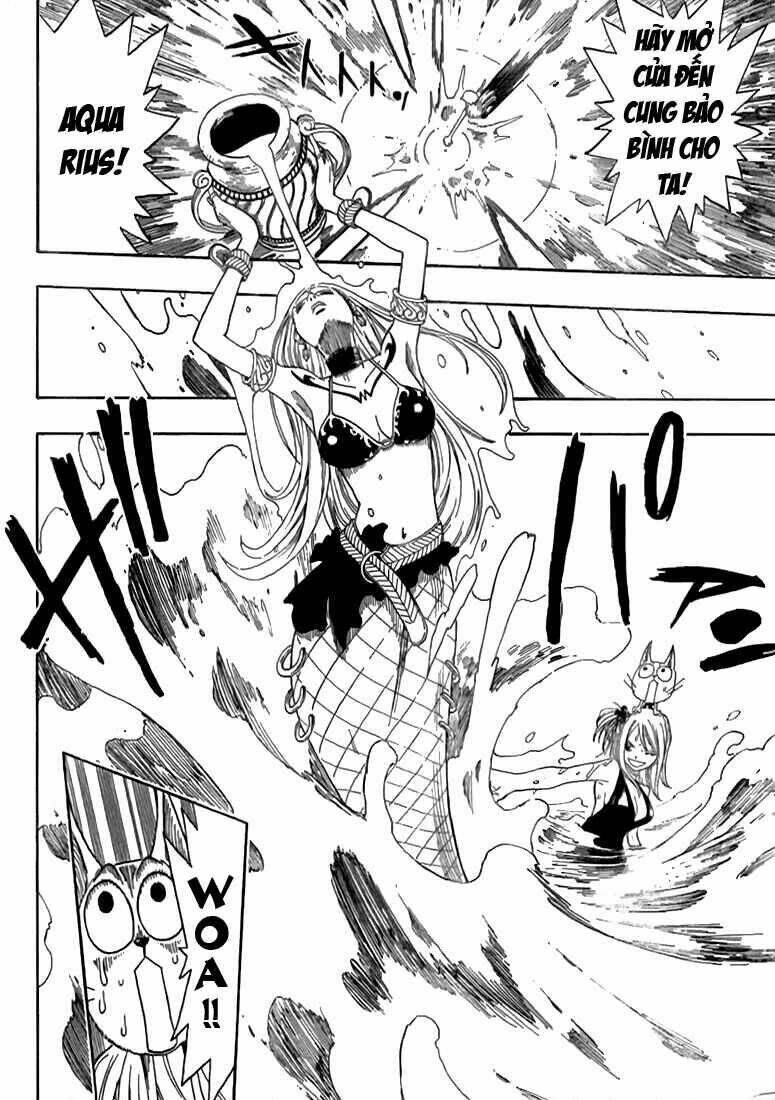 HÃY MỞ
CỬA ĐẾN
CUNG BẢO
BÌNH CHO
TA!
AQUA
RIUS!
WOA!!